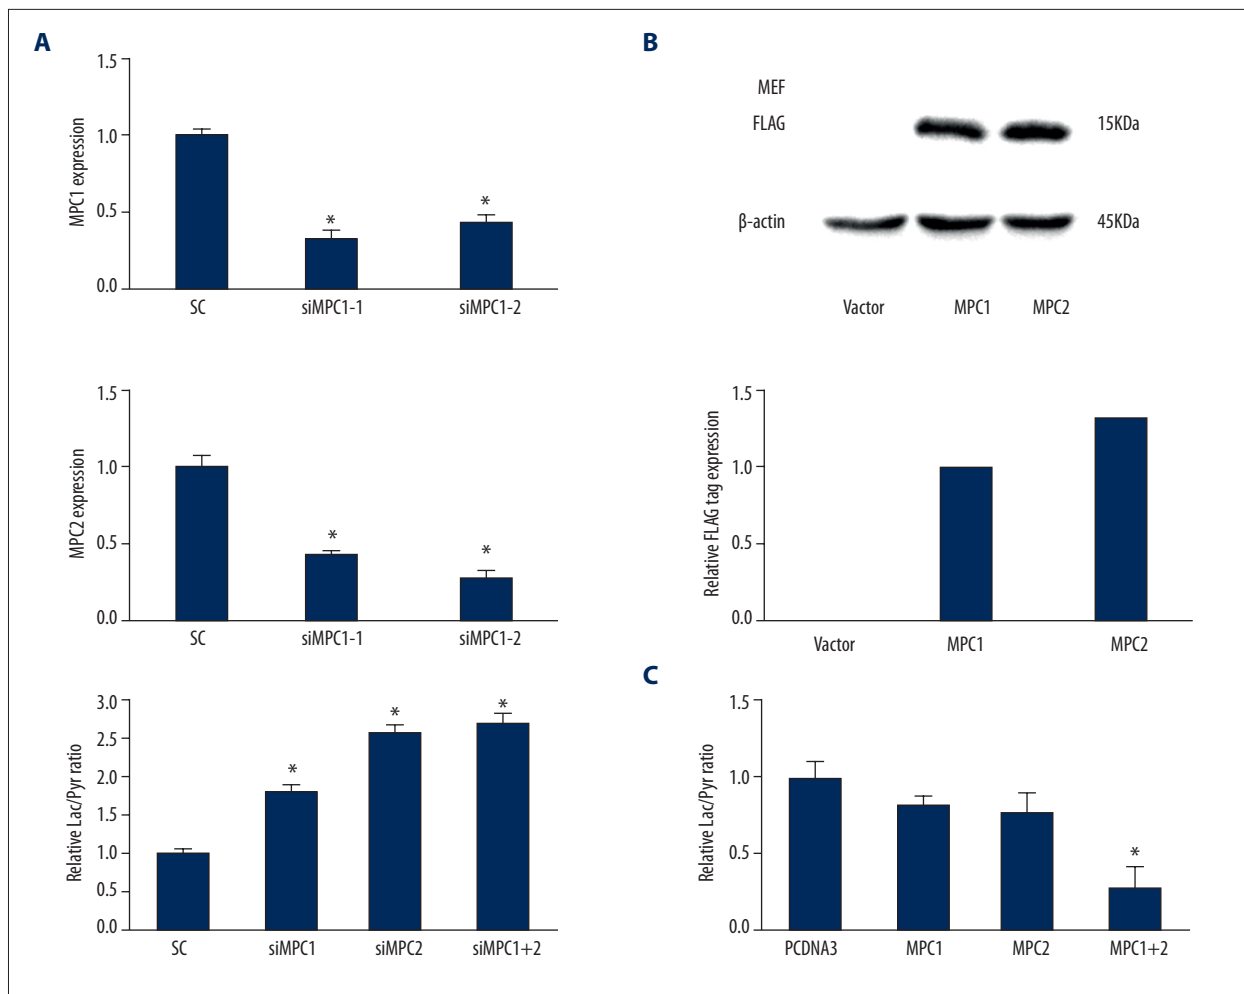 A
MPC1 expression
1.5
1.0
0.5
0.0
*
*
SC siMPC1-1 siMPC1-2
MPC2 expression
1.5
1.0
0.5
0.0
*
*
SC siMPC1-1 siMPC1-2
Relative Lac/Pyr ratio
3.0
2.5
2.0
1.5
1.0
0.5
0.0
*
*
*
SC siMPC1 siMPC2 siMPC1+2
B
MEF
FLAG 15KDa
β-actin 45KDa
Vactor MPC1 MPC2
Relative FLAG tag expression
1.5
1.0
0.5
0.0
Vactor MPC1 MPC2
C
Relative Lac/Pyr ratio
1.5
1.0
0.5
0.0
*
PCDNA3 MPC1 MPC2 MPC1+2